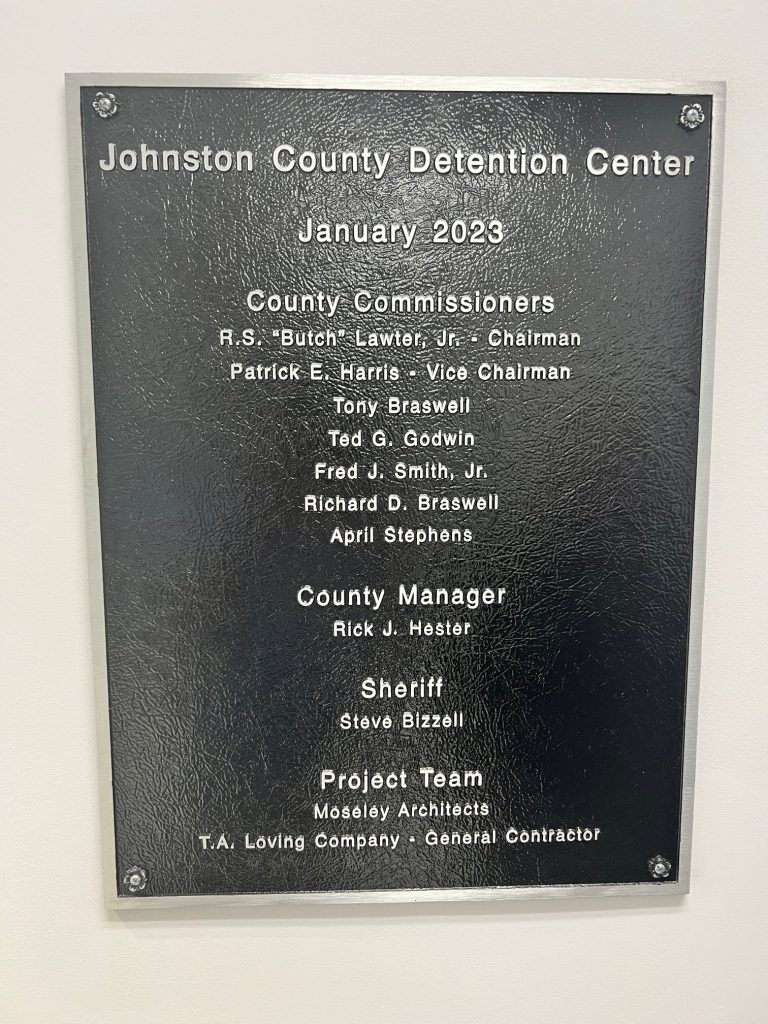 Johnston County Detention Center
January 2023
County Commissioners
R.S. “Butch” Lawter, Jr. - Chairman
Patrick E. Harris - Vice Chairman
Tony Braswell
Ted G. Godwin
Fred J. Smith, Jr.
Richard D. Braswell
April Stephens
County Manager
Rick J. Hester
Sheriff
Steve Bizzell
Project Team
Moseley Architects
T.A. Loving Company - General Contractor